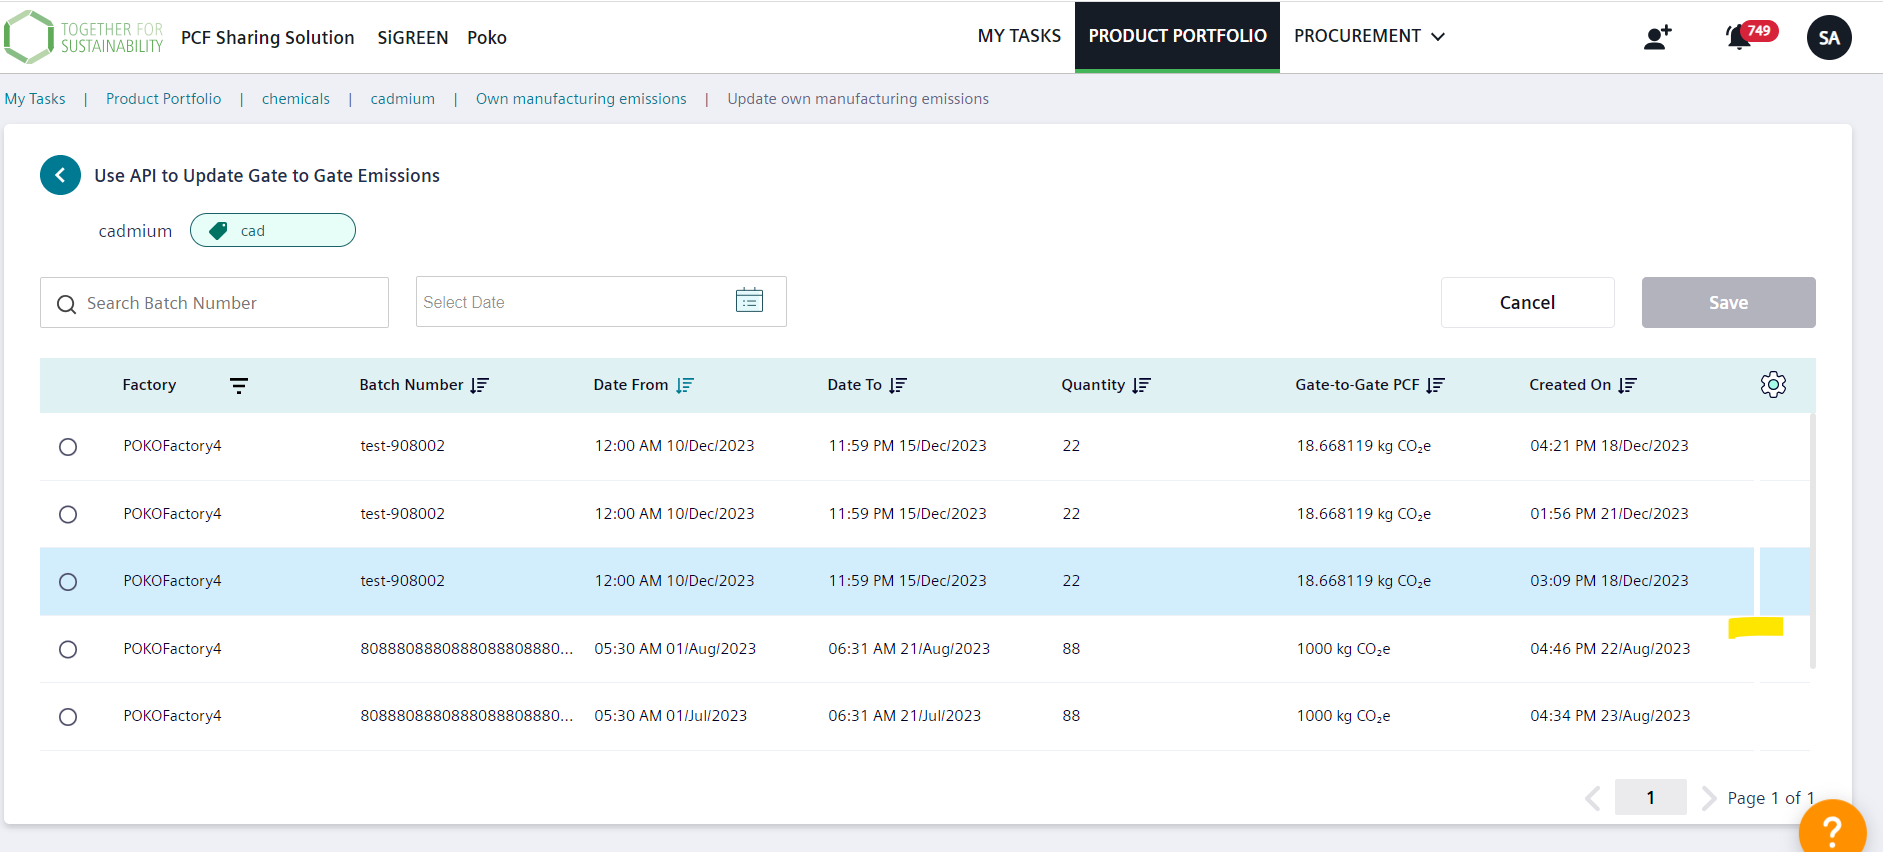 TOGETHER FOR
SUSTAINABILITY
PCF Sharing Solution SiGREEN Poko
MY TASKS PRODUCT PORTFOLIO PROCUREMENT
749
SA
My Tasks | Product Portfolio | chemicals | cadmium | Own manufacturing emissions | Update own manufacturing emissions
Use API to Update Gate to Gate Emissions
cadmium cad
Search Batch Number Select Date Cancel Save
Factory Batch Number Date From Date To Quantity Gate-to-Gate PCF Created On
POKOFactory4 test-908002 12:00 AM 10/Dec/2023 11:59 PM 15/Dec/2023 22 18.668119 kg CO₂e 04:21 PM 18/Dec/2023
POKOFactory4 test-908002 12:00 AM 10/Dec/2023 11:59 PM 15/Dec/2023 22 18.668119 kg CO₂e 01:56 PM 21/Dec/2023
POKOFactory4 test-908002 12:00 AM 10/Dec/2023 11:59 PM 15/Dec/2023 22 18.668119 kg CO₂e 03:09 PM 18/Dec/2023
POKOFactory4 8088808880888088808880... 05:30 AM 01/Aug/2023 06:31 AM 21/Aug/2023 88 1000 kg CO₂e 04:46 PM 22/Aug/2023
POKOFactory4 8088808880888088808880... 05:30 AM 01/Jul/2023 06:31 AM 21/Jul/2023 88 1000 kg CO₂e 04:34 PM 23/Aug/2023
1 Page 1 of 1
?